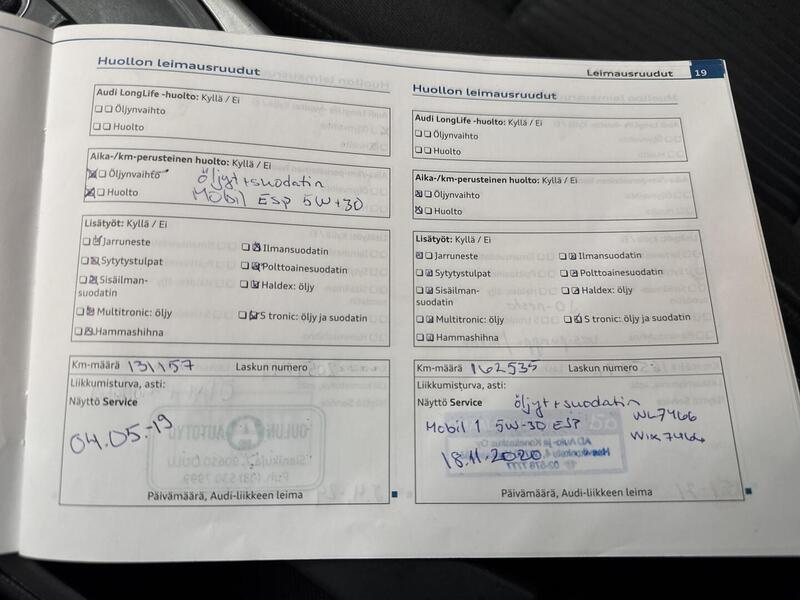 Leimausruudut 19
Huollon leimausruudut
Audi LongLife -huolto: Kyllä / Ei
Öljynvaihto
Huolto
Aika-/km-perusteinen huolto: Kyllä / Ei
Öljynvaihto öljyt+suodatin
Huolto Mobil ESP 5W+30
Lisätyöt: Kyllä / Ei
Jarruneste Ilmansuodatin
Sytytystulpat Polttoainesuodatin
Sisäilman- Haldex: öljy
suodatin
Multitronic: öljy S tronic: öljy ja suodatin
Hammashihna
Km-määrä 131157 Laskun numero
Liikkumisturva, asti:
Näyttö Service
04.05.-19
Päivämäärä, Audi-liikkeen leima
Huollon leimausruudut
Audi LongLife -huolto: Kyllä / Ei
Öljynvaihto
Huolto
Aika-/km-perusteinen huolto: Kyllä / Ei
Öljynvaihto
Huolto
Lisätyöt: Kyllä / Ei
Jarruneste Ilmansuodatin
Sytytystulpat Polttoainesuodatin
Sisäilman- Haldex: öljy
suodatin
Multitronic: öljy S tronic: öljy ja suodatin
Hammashihna
Km-määrä 162535 Laskun numero
Liikkumisturva, asti:
Näyttö Service öljyt+suodatin
Mobil 1 5W-30 ESP WL7466
18.11.2020
Päivämäärä, Audi-liikkeen leima